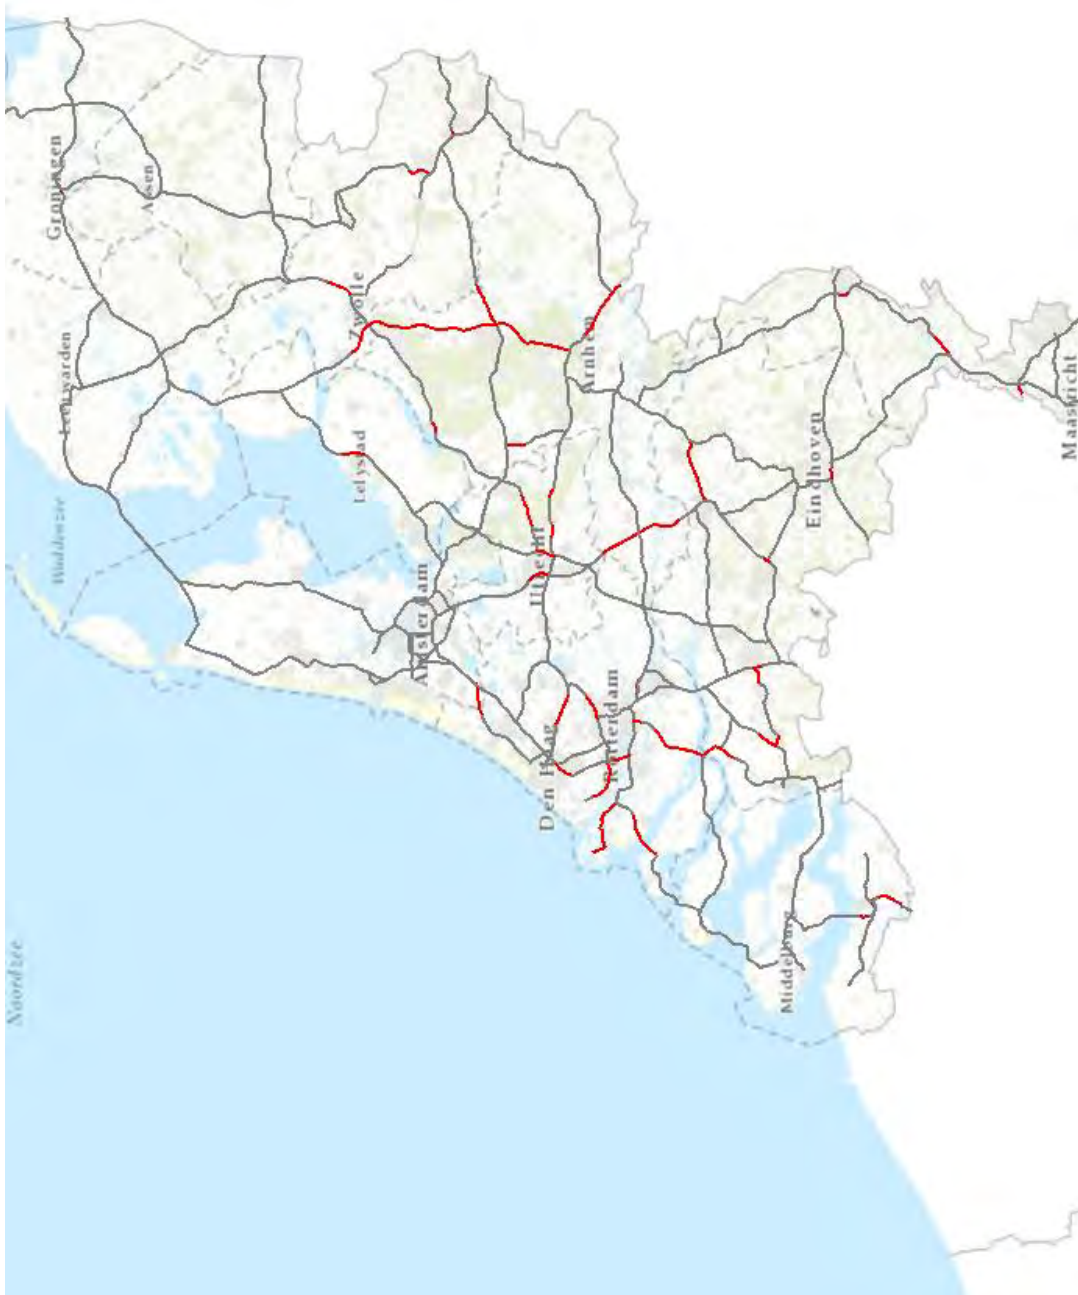 Groningen
Assen
Leeuwarden
Waddenzee
Zwolle
Lelystad
Amsterdam
Noordzee
Arnhem
Utrecht
Den Haag
Rotterdam
Eindhoven
Middelburg
Maastricht